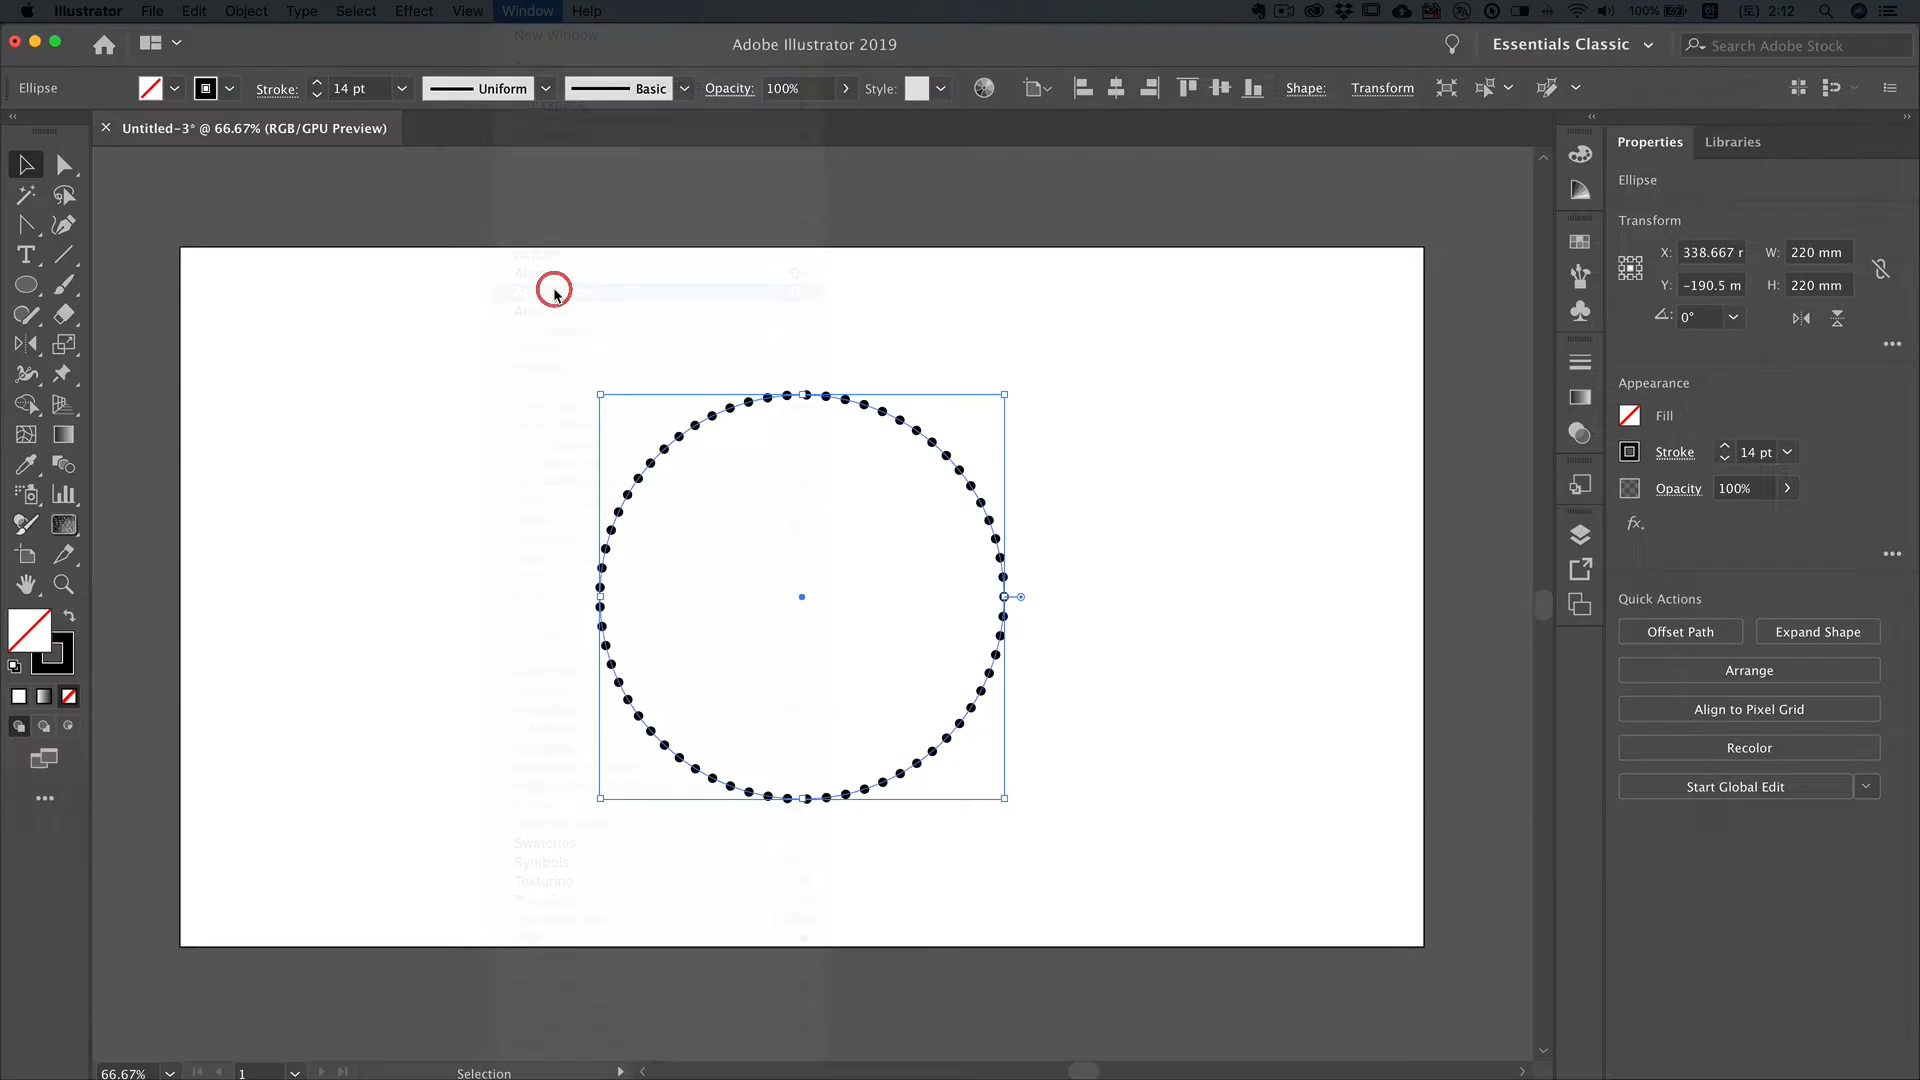 Illustrator File Edit Object Type Select Effect View Window Help 100% (토) 2:12
New Window
Adobe Illustrator 2019
Essentials Classic
Search Adobe Stock
Ellipse
Stroke: 14 pt
Uniform
Basic
Opacity: 100%
Style:
Shape:
Transform
Untitled-3* @ 66.67% (RGB/GPU Preview)
Properties Libraries
Ellipse
Transform
X: 338.667 r W: 220 mm
Y: -190.5 m H: 220 mm
0°
Appearance
Fill
Stroke 14 pt
Opacity 100%
fx.
Quick Actions
Offset Path Expand Shape
Arrange
Align to Pixel Grid
Recolor
Start Global Edit
Swatches
Symbols
66.67% 1 Selection